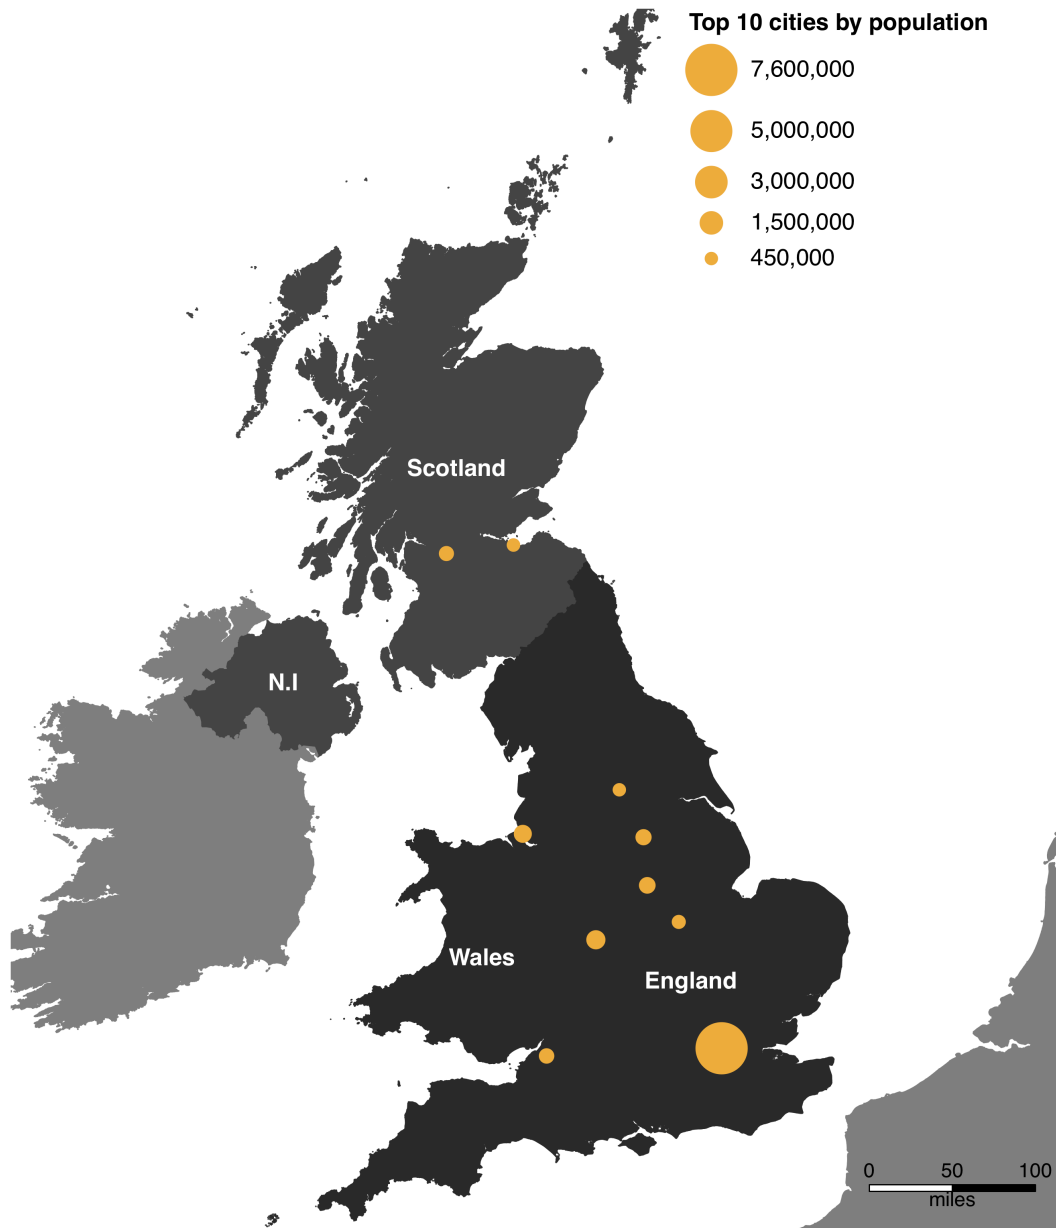 Top 10 cities by population
7,600,000
5,000,000
3,000,000
1,500,000
450,000
Scotland
N.I
Wales
England
0 50 100
miles